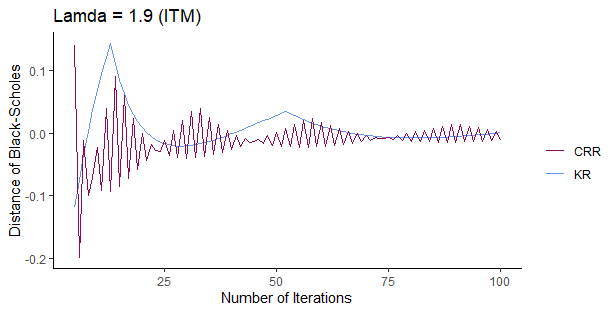 Lamda = 1.9 (ITM)
Distance of Black-Scholes
0.1
0.0
-0.1
-0.2
25
50
75
100
Number of Iterations
CRR
KR